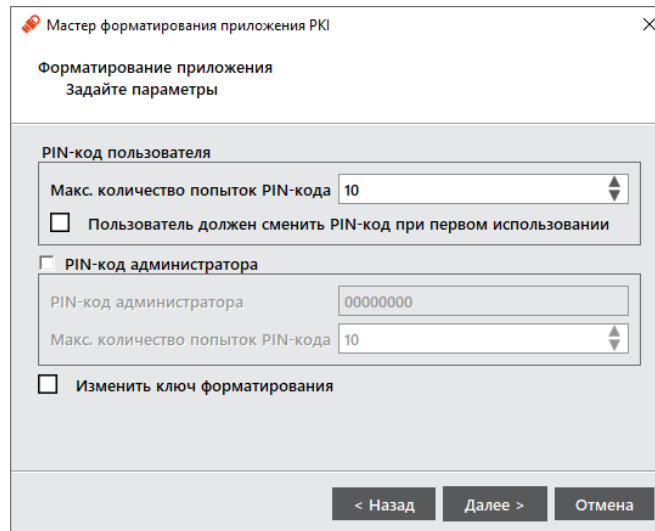 Мастер форматирования приложения PKI
Форматирование приложения
Задайте параметры
PIN-код пользователя
Макс. количество попыток PIN-кода 10
Пользователь должен сменить PIN-код при первом использовании
PIN-код администратора
PIN-код администратора 00000000
Макс. количество попыток PIN-кода 10
Изменить ключ форматирования
< Назад Далее > Отмена